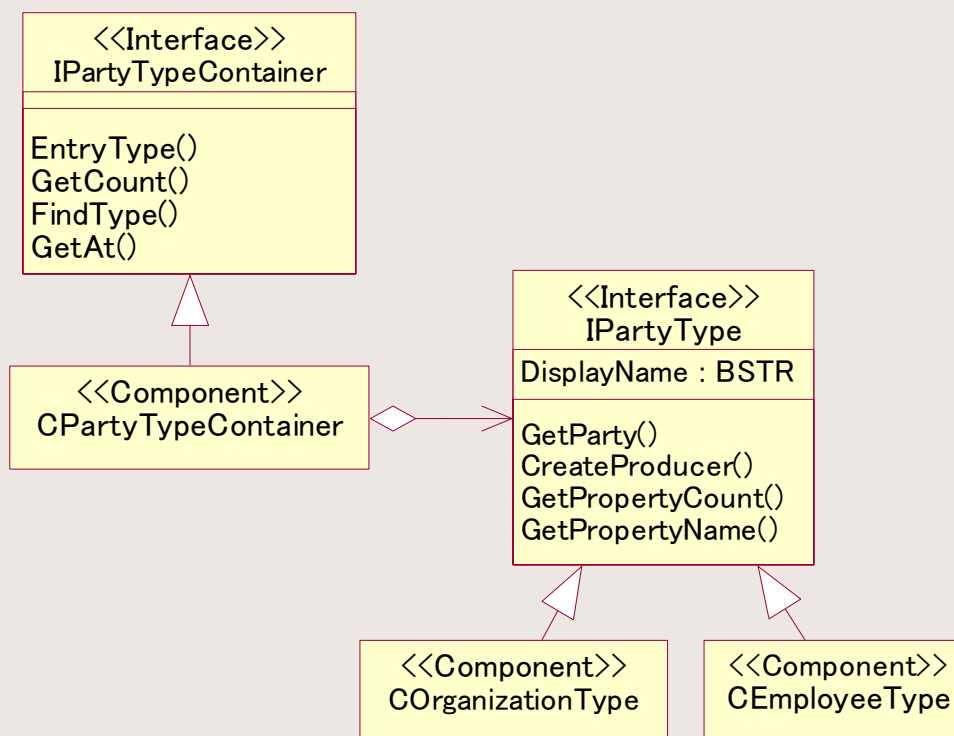 <<Interface>>
IPartyTypeContainer
EntryType()
GetCount()
FindType()
GetAt()
<<Interface>>
IPartyType
DisplayName : BSTR
GetParty()
CreateProducer()
GetPropertyCount()
GetPropertyName()
<<Component>>
CPartyTypeContainer
<<Component>>
COrganizationType
<<Component>>
CEmployeeType